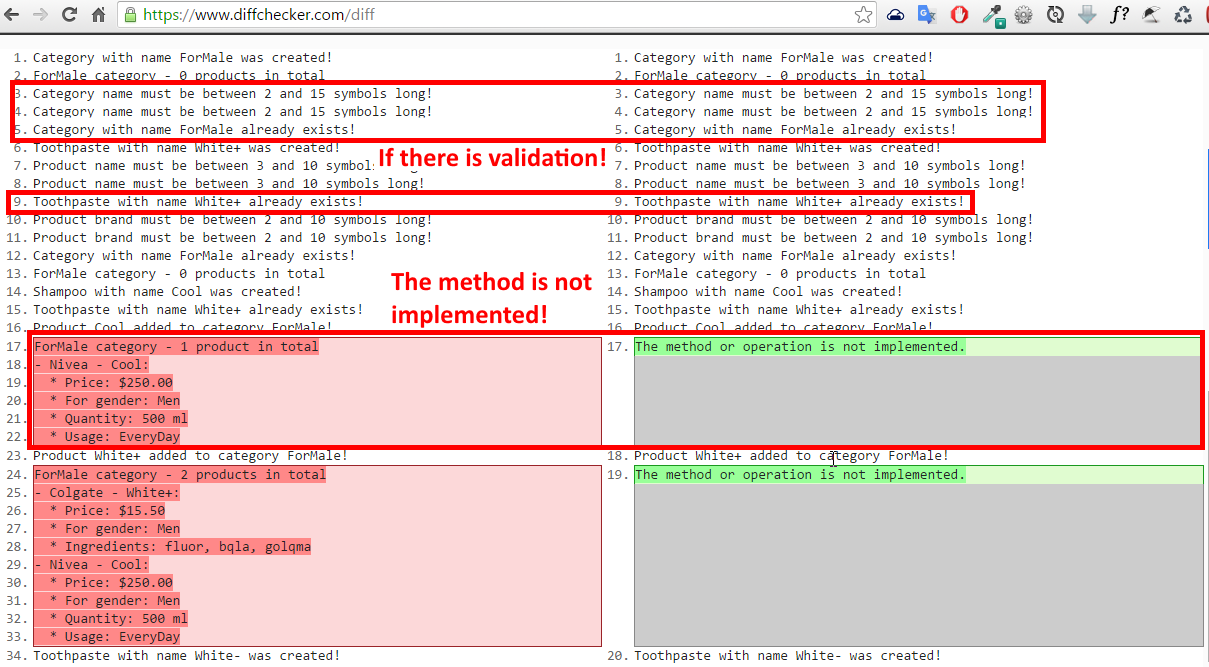 https://www.diffchecker.com/diff
f?
1. Category with name ForMale was created!
2. ForMale category - 0 products in total
3. Category name must be between 2 and 15 symbols long!
4. Category name must be between 2 and 15 symbols long!
5. Category with name ForMale already exists!
6. Toothpaste with name White+ was created!
7. Product name must be between 3 and 10 symbols
8. Product name must be between 3 and 10 symbols long!
9. Toothpaste with name White+ already exists!
10. Product brand must be between 2 and 10 symbols long!
11. Product brand must be between 2 and 10 symbols long!
12. Category with name ForMale already exists!
13. ForMale category - 0 products in total
14. Shampoo with name Cool was created!
15. Toothpaste with name White+ already exists!
16. Product Cool added to category ForMale!
17. ForMale category - 1 product in total
18. - Nivea - Cool:
19. * Price: $250.00
20. * For gender: Men
21. * Quantity: 500 ml
22. * Usage: EveryDay
23. Product White+ added to category ForMale!
24. ForMale category - 2 products in total
25. - Colgate - White+:
26. * Price: $15.50
27. * For gender: Men
28. * Ingredients: fluor, bqla, golqma
29. - Nivea - Cool:
30. * Price: $250.00
31. * For gender: Men
32. * Quantity: 500 ml
33. * Usage: EveryDay
34. Toothpaste with name White- was created!
If there is validation!
The method is not
implemented!
1. Category with name ForMale was created!
2. ForMale category - 0 products in total
3. Category name must be between 2 and 15 symbols long!
4. Category name must be between 2 and 15 symbols long!
5. Category with name ForMale already exists!
6. Toothpaste with name White+ was created!
7. Product name must be between 3 and 10 symbols long!
8. Product name must be between 3 and 10 symbols long!
9. Toothpaste with name White+ already exists!
10. Product brand must be between 2 and 10 symbols long!
11. Product brand must be between 2 and 10 symbols long!
12. Category with name ForMale already exists!
13. ForMale category - 0 products in total
14. Shampoo with name Cool was created!
15. Toothpaste with name White+ already exists!
16. Product Cool added to category ForMale!
17. The method or operation is not implemented.
18. Product White+ added to category ForMale!
19. The method or operation is not implemented.
20. Toothpaste with name White- was created!